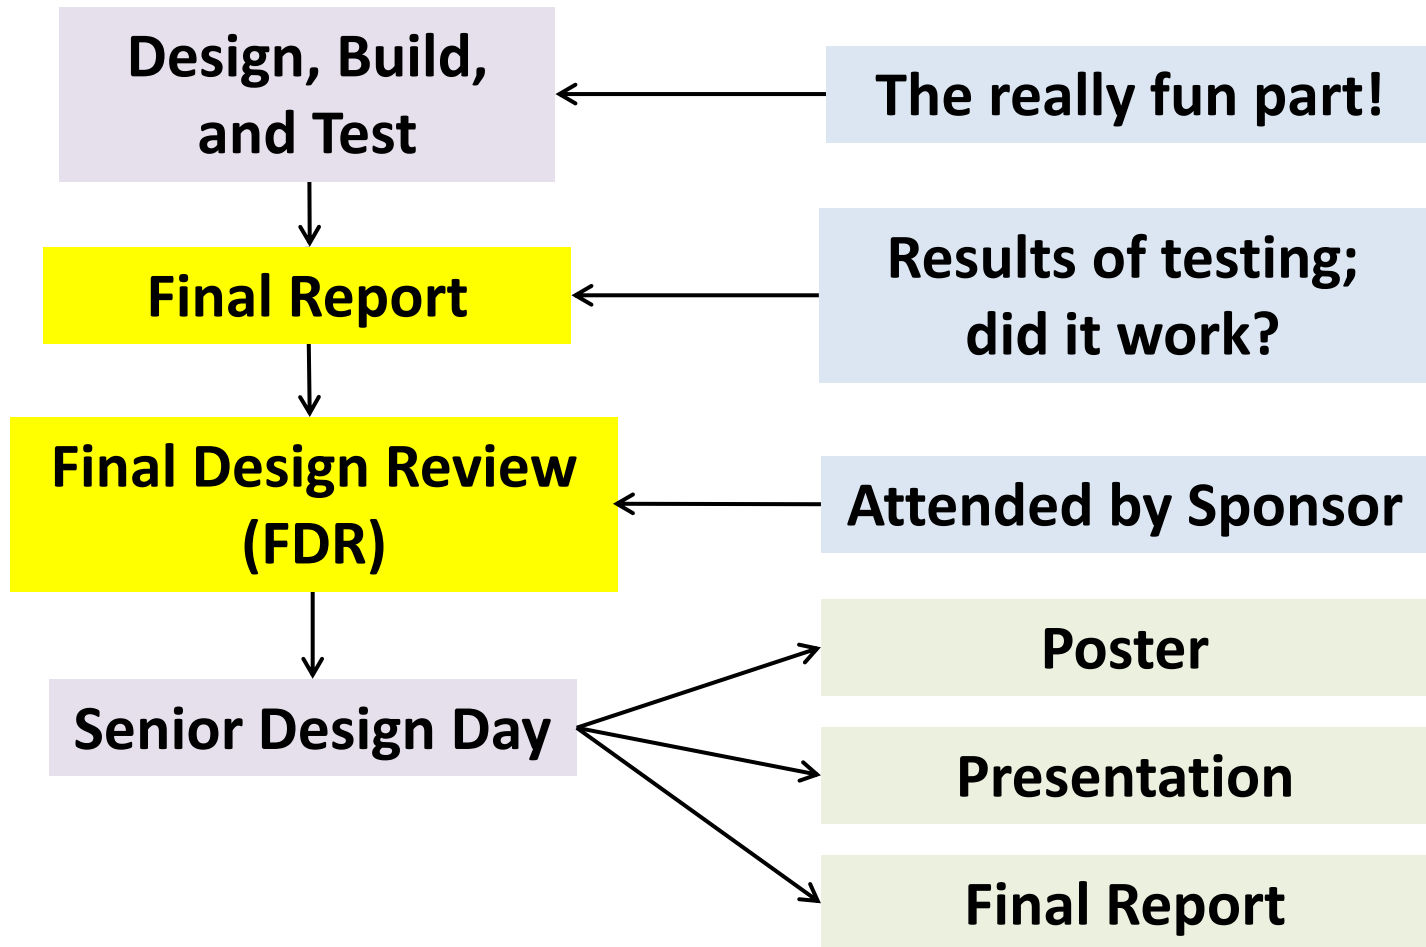 Design, Build,
and Test
The really fun part!
Final Report
Results of testing;
did it work?
Final Design Review
(FDR)
Attended by Sponsor
Senior Design Day
Poster
Presentation
Final Report